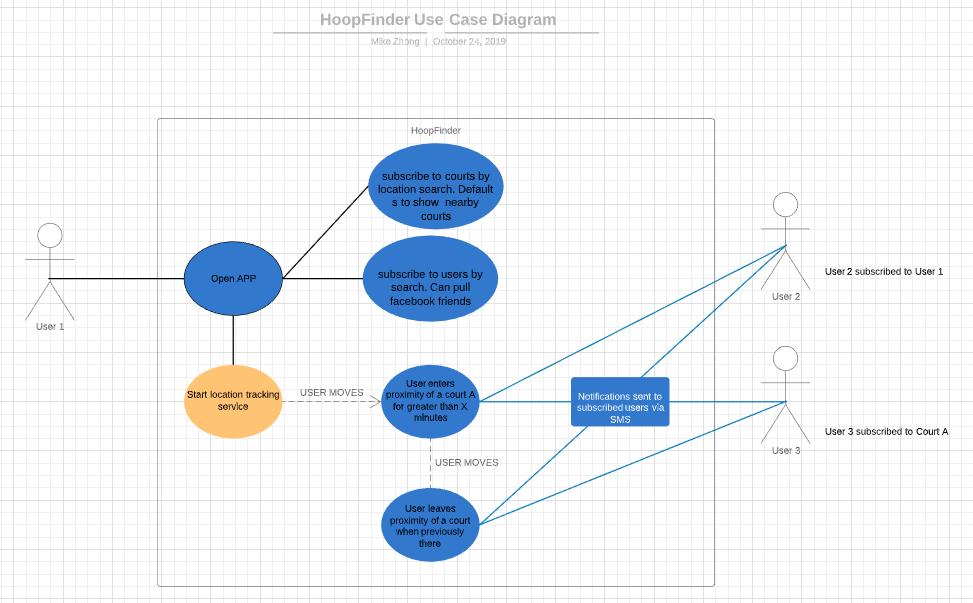 HoopFinder Use Case Diagram
Mike Zhong | October 24, 2019
HoopFinder
subscribe to courts by
location search. Default
s to show nearby
courts
Open APP
subscribe to users by
search. Can pull
facebook friends
User 1
User 2
User 2 subscribed to User 1
Start location tracking
service
USER MOVES
User enters
proximity of a court A
for greater than X
minutes
Notifications sent to
subscribed users via
SMS
User 3
User 3 subscribed to Court A
USER MOVES
User leaves
proximity of a court
when previously
there